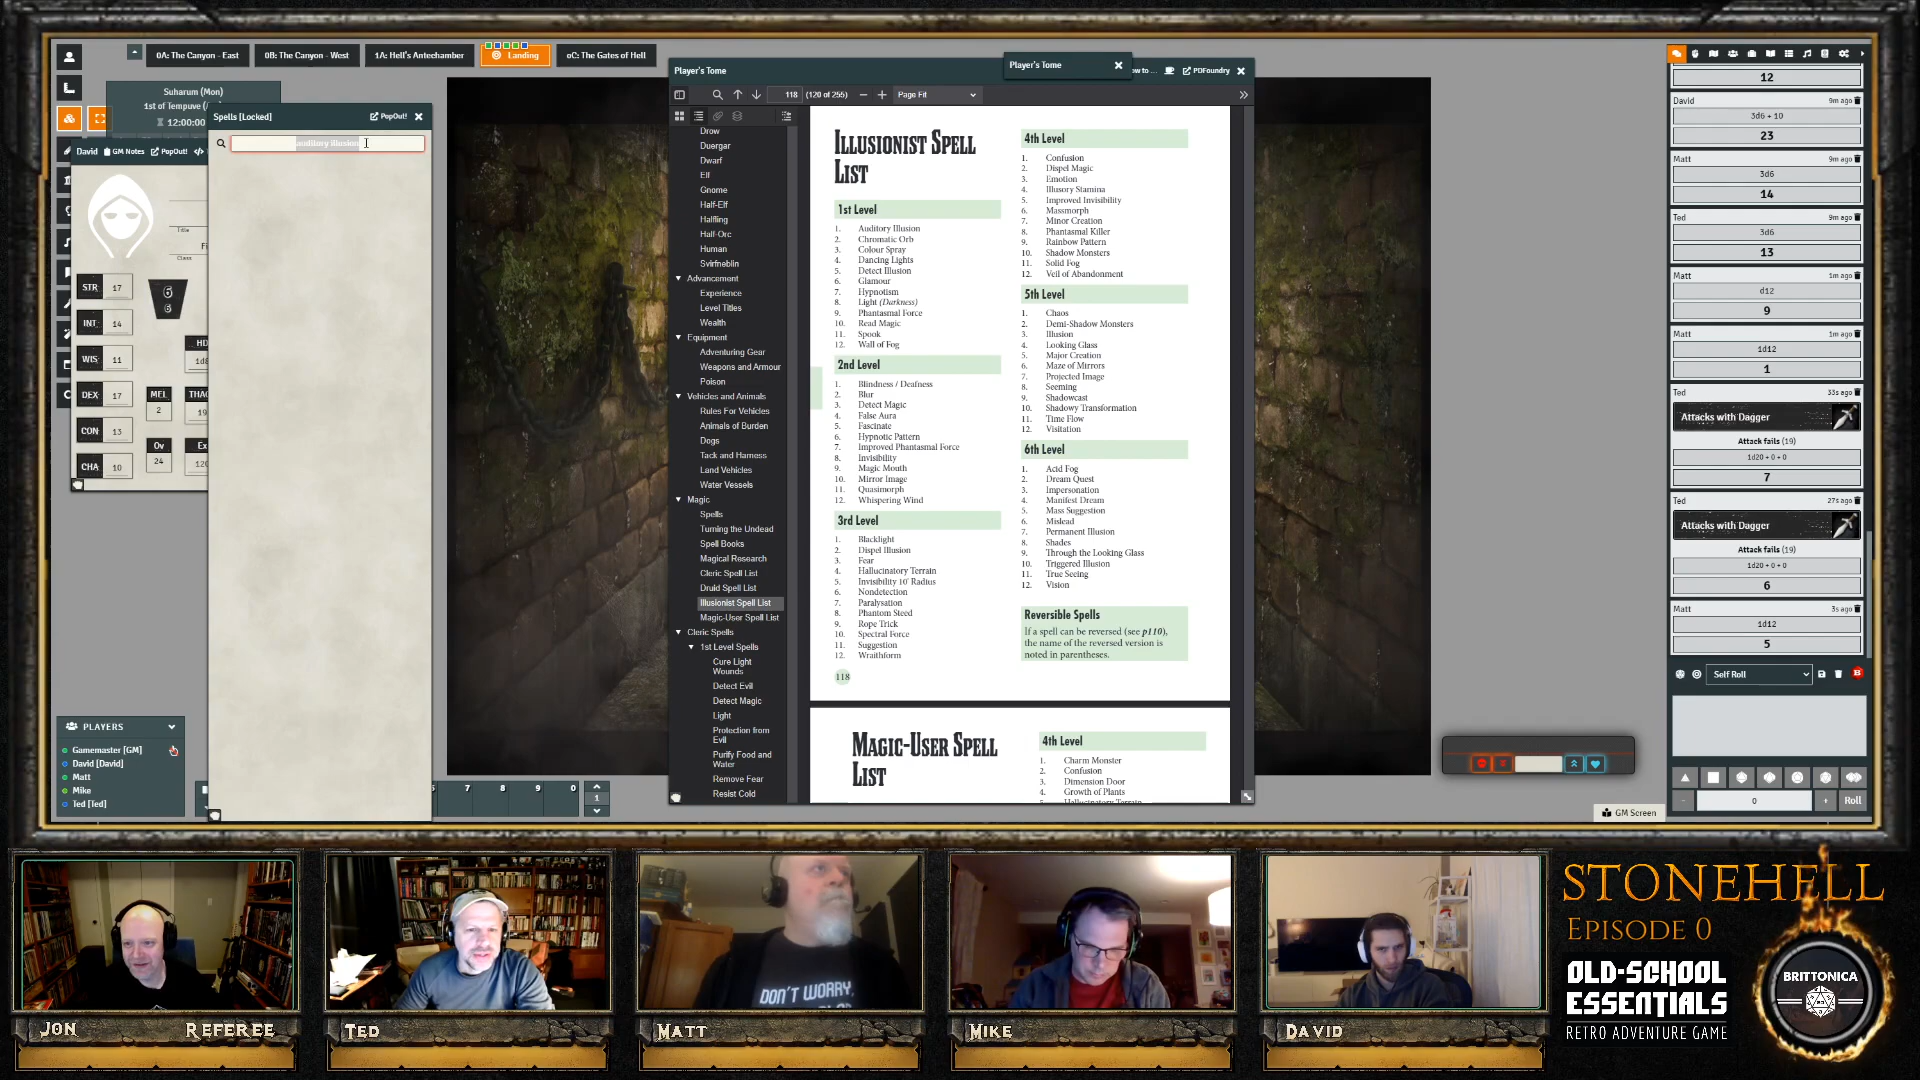 0A: The Canyon - East
0B: The Canyon - West
1A: Hell's Antechamber
Landing
0C: The Gates of Hell
Suharum (Mon)
1st of Tempuve
12:00:00
Spells [Locked]
PopOut!
auditory illusion
David
GM Notes
PopOut!
Title
Class
STR 17
INT 14
WIS 11
DEX 17
CON 13
CHA 10
6
6
HD
1d8
MEL
2
19
Ov
24
PLAYERS
Gamemaster [GM]
David [David]
Matt
Mike
Ted [Ted]
7 8 9 0
1
Player's Tome
Player's Tome
PDFoundry
118 (120 of 255)
Page Fit
Drow
Duergar
Dwarf
Elf
Gnome
Half-Elf
Halfling
Half-Orc
Human
Svirfneblin
Advancement
Experience
Level Titles
Wealth
Equipment
Adventuring Gear
Weapons and Armour
Poison
Vehicles and Animals
Rules For Vehicles
Animals of Burden
Dogs
Tack and Harness
Land Vehicles
Water Vessels
Magic
Spells
Turning the Undead
Spell Books
Magical Research
Cleric Spell List
Druid Spell List
Illusionist Spell List
Magic-User Spell List
Cleric Spells
1st Level Spells
Cure Light
Wounds
Detect Evil
Detect Magic
Light
Protection from
Evil
Purify Food and
Water
Remove Fear
Resist Cold
Illusionist Spell
List
1st Level
1. Auditory Illusion
2. Chromatic Orb
3. Colour Spray
4. Dancing Lights
5. Detect Illusion
6. Glamour
7. Hypnotism
8. Light (Darkness)
9. Phantasmal Force
10. Read Magic
11. Spook
12. Wall of Fog
2nd Level
1. Blindness / Deafness
2. Blur
3. Detect Magic
4. False Aura
5. Fascinate
6. Hypnotic Pattern
7. Improved Phantasmal Force
8. Invisibility
9. Magic Mouth
10. Mirror Image
11. Quasimorph
12. Whispering Wind
3rd Level
1. Blacklight
2. Dispel Illusion
3. Fear
4. Hallucinatory Terrain
5. Invisibility 10' Radius
6. Nondetection
7. Paralysation
8. Phantom Steed
9. Rope Trick
10. Spectral Force
11. Suggestion
12. Wraithform
118
4th Level
1. Confusion
2. Dispel Magic
3. Emotion
4. Illusory Stamina
5. Improved Invisibility
6. Massmorph
7. Minor Creation
8. Phantasmal Killer
9. Rainbow Pattern
10. Shadow Monsters
11. Solid Fog
12. Veil of Abandonment
5th Level
1. Chaos
2. Demi-Shadow Monsters
3. Illusion
4. Looking Glass
5. Major Creation
6. Maze of Mirrors
7. Projected Image
8. Seeming
9. Shadowcast
10. Shadowy Transformation
11. Time Flow
12. Visitation
6th Level
1. Acid Fog
2. Dream Quest
3. Impersonation
4. Manifest Dream
5. Mass Suggestion
6. Mislead
7. Permanent Illusion
8. Shades
9. Through the Looking Glass
10. Triggered Illusion
11. True Seeing
12. Vision
Reversible Spells
If a spell can be reversed (see p110),
the name of the reversed version is
noted in parentheses.
Magic-User Spell
List
4th Level
1. Charm Monster
2. Confusion
3. Dimension Door
4. Growth of Plants
5. Hallucinatory Terrain
12
David 9m ago
3d6 + 10
23
Matt 9m ago
3d6
14
Ted 9m ago
3d6
13
Matt 1m ago
d12
9
Matt 1m ago
1d12
1
Ted 33s ago
Attacks with Dagger
Attack fails (19)
1d20 + 0 + 0
7
Ted 27s ago
Attacks with Dagger
Attack fails (19)
1d20 + 0 + 0
6
Matt 3s ago
1d12
5
Self Roll
- 0 + Roll
GM Screen
DON'T WORRY,
Jon Referee
Ted
Matt
Mike
David
STONEHELL
Episode 0
OLD-SCHOOL
ESSENTIALS
RETRO ADVENTURE GAME
BRITTONICA